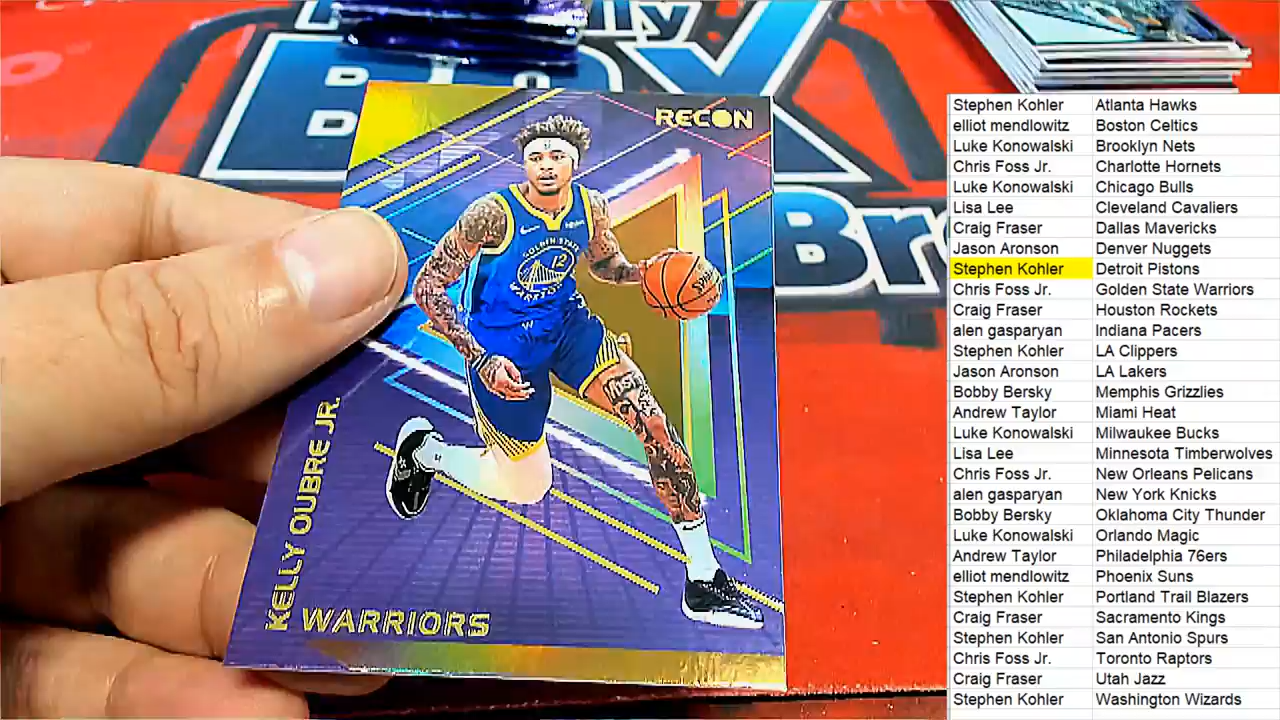 RECON
GOLDEN STATE
12
WARRIORS
KELLY OUBRE JR.
WARRIORS
Stephen Kohler Atlanta Hawks
elliot mendlowitz Boston Celtics
Luke Konowalski Brooklyn Nets
Chris Foss Jr. Charlotte Hornets
Luke Konowalski Chicago Bulls
Lisa Lee Cleveland Cavaliers
Craig Fraser Dallas Mavericks
Jason Aronson Denver Nuggets
Stephen Kohler Detroit Pistons
Chris Foss Jr. Golden State Warriors
Craig Fraser Houston Rockets
alen gasparyan Indiana Pacers
Stephen Kohler LA Clippers
Jason Aronson LA Lakers
Bobby Bersky Memphis Grizzlies
Andrew Taylor Miami Heat
Luke Konowalski Milwaukee Bucks
Lisa Lee Minnesota Timberwolves
Chris Foss Jr. New Orleans Pelicans
alen gasparyan New York Knicks
Bobby Bersky Oklahoma City Thunder
Luke Konowalski Orlando Magic
Andrew Taylor Philadelphia 76ers
elliot mendlowitz Phoenix Suns
Stephen Kohler Portland Trail Blazers
Craig Fraser Sacramento Kings
Stephen Kohler San Antonio Spurs
Chris Foss Jr. Toronto Raptors
Craig Fraser Utah Jazz
Stephen Kohler Washington Wizards